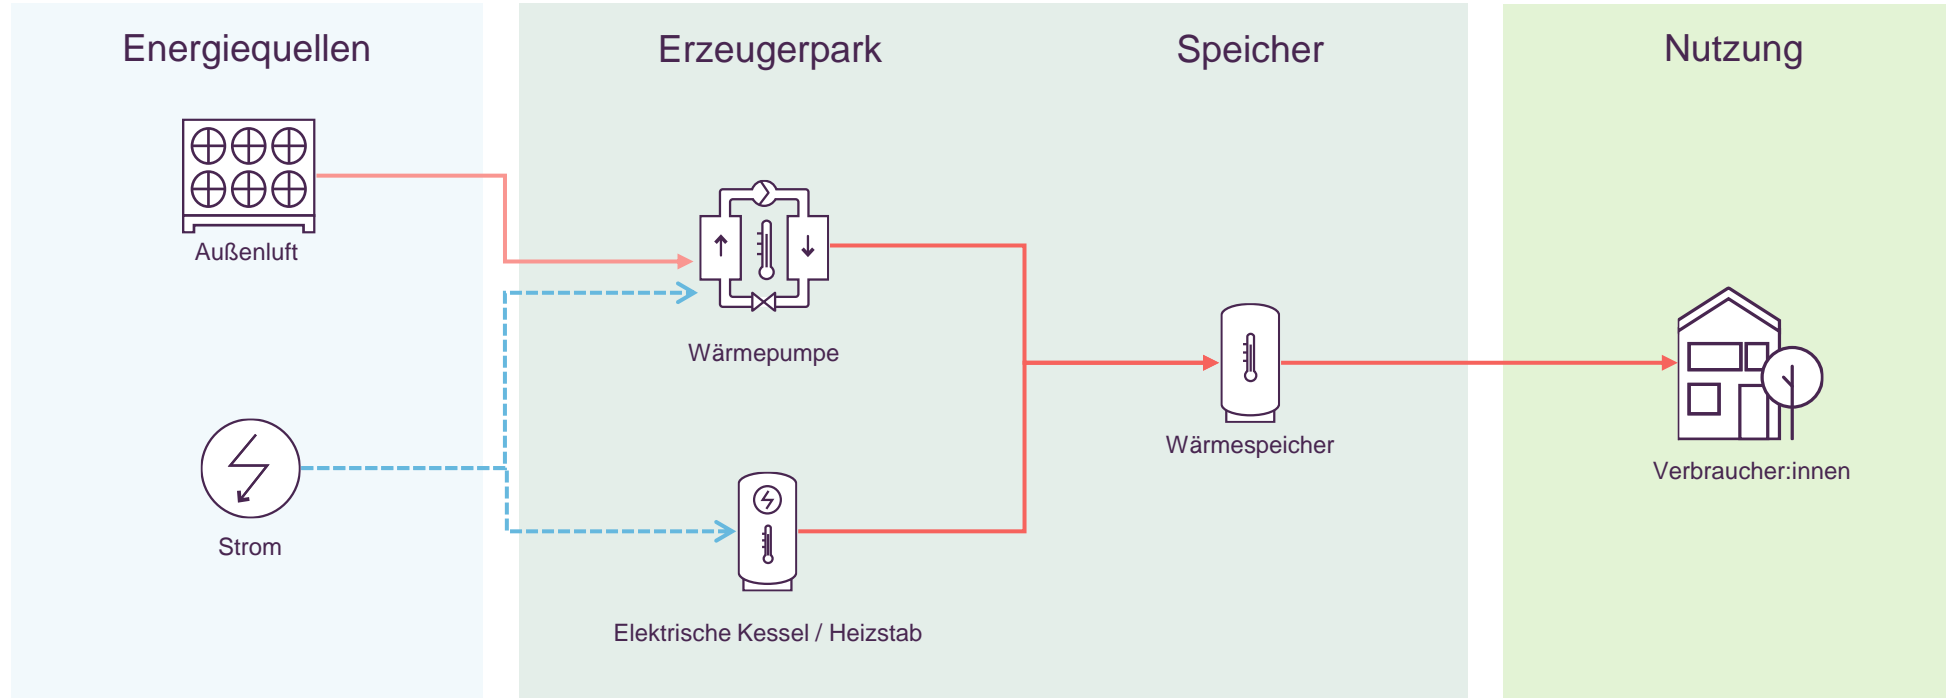 Energiequellen
Erzeugerpark
Speicher
Nutzung
Außenluft
Wärmepumpe
Wärmespeicher
Verbraucher:innen
Strom
Elektrische Kessel / Heizstab